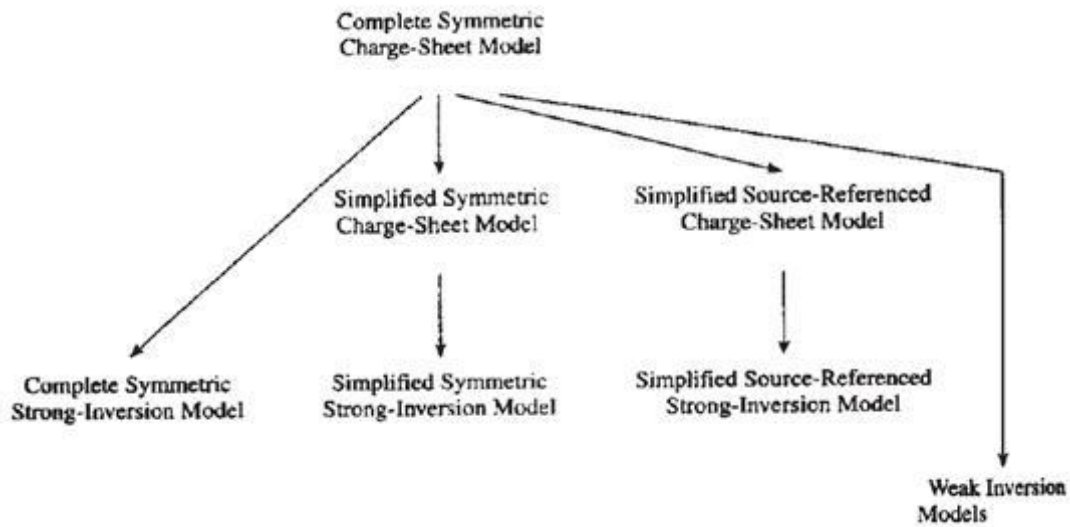 Complete Symmetric
Charge-Sheet Model
Simplified Symmetric
Charge-Sheet Model
Simplified Source-Referenced
Charge-Sheet Model
Complete Symmetric
Strong-Inversion Model
Simplified Symmetric
Strong-Inversion Model
Simplified Source-Referenced
Strong-Inversion Model
Weak Inversion
Models